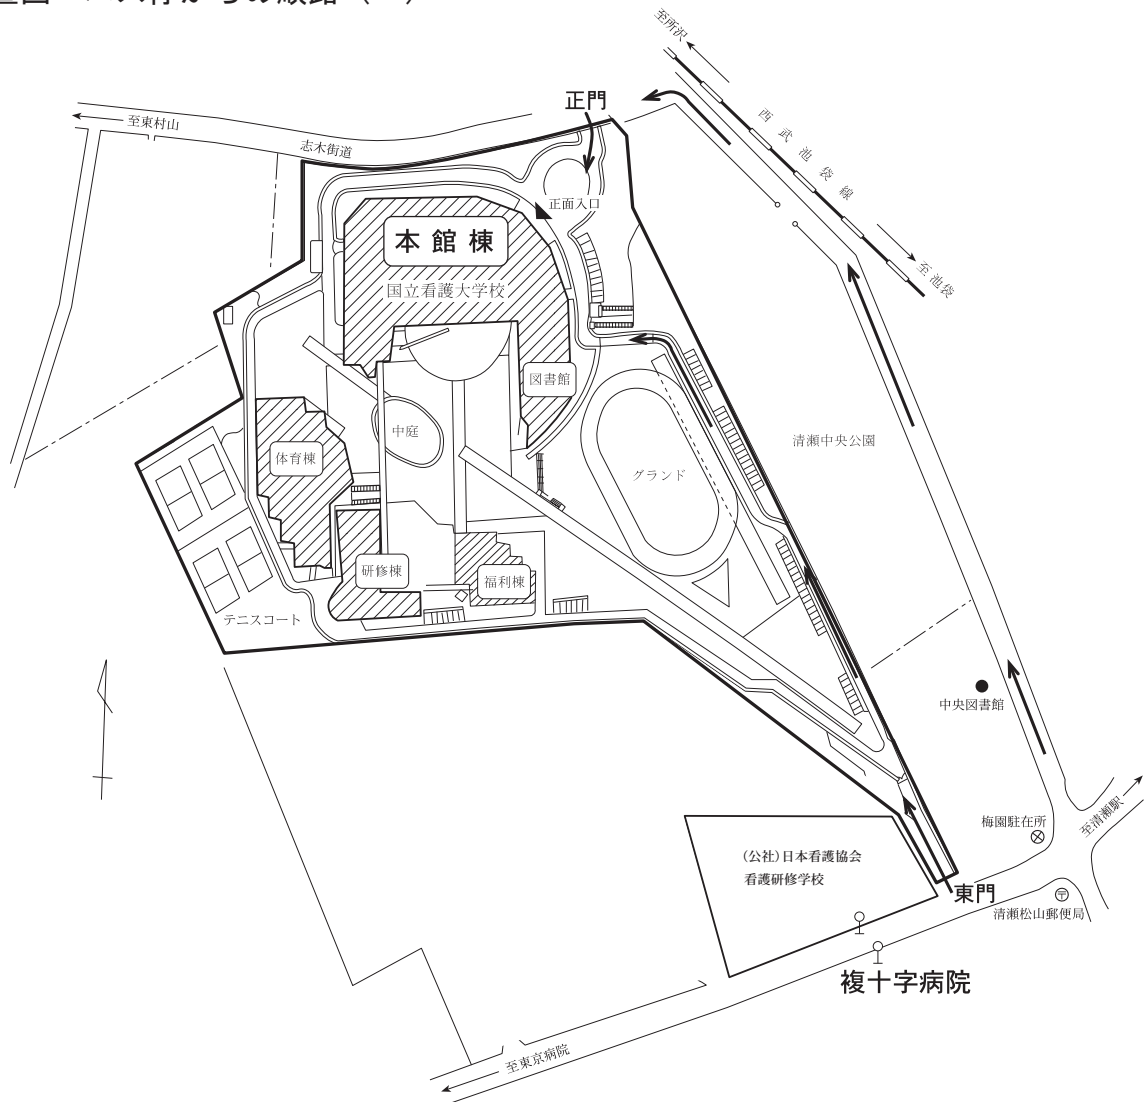 至所沢
正門
至東村山
志木街道
西武池袋線
正面入口
本館棟
国立看護大学校
至池袋
図書館
中庭
清瀬中央公園
体育棟
グランド
研修棟
福利棟
テニスコート
中央図書館
至清瀬駅
梅園駐在所
(公社)日本看護協会
看護研修学校
東門
清瀬松山郵便局
複十字病院
至東京病院